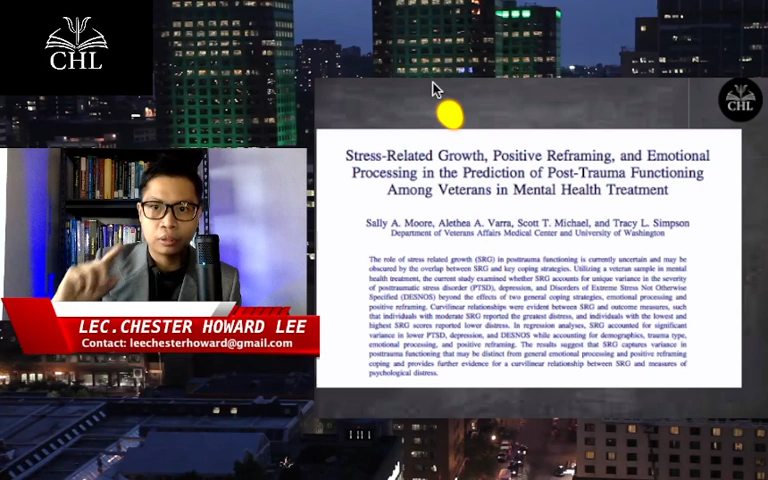 CHL
CHL
Stress-Related Growth, Positive Reframing, and Emotional
Processing in the Prediction of Post-Trauma Functioning
Among Veterans in Mental Health Treatment
Sally A. Moore, Alethea A. Varra, Scott T. Michael, and Tracy L. Simpson
Department of Veterans Affairs Medical Center and University of Washington
The role of stress related growth (SRG) in posttrauma functioning is currently uncertain and may be
obscured by the overlap between SRG and key coping strategies. Utilizing a veteran sample in mental
health treatment, the current study examined whether SRG accounts for unique variance in the severity
of posttraumatic stress disorder (PTSD), depression, and Disorders of Extreme Stress Not Otherwise
Specified (DESNOS) beyond the effects of two general coping strategies, emotional processing and
positive reframing. Curvilinear relationships were evident between SRG and outcome measures, such
that individuals with moderate SRG reported the greatest distress, and individuals with the lowest and
highest SRG scores reported lower distress. In regression analyses, SRG accounted for significant
variance in lower PTSD, depression, and DESNOS while accounting for demographics, trauma type,
emotional processing, and positive reframing. The results suggest that SRG captures variance in
posttrauma functioning that may be distinct from general emotional processing and positive reframing
coping and provides further evidence for a curvilinear relationship between SRG and measures of
psychological distress.
LEC.CHESTER HOWARD LEE
Contact: leechesterhoward@gmail.com